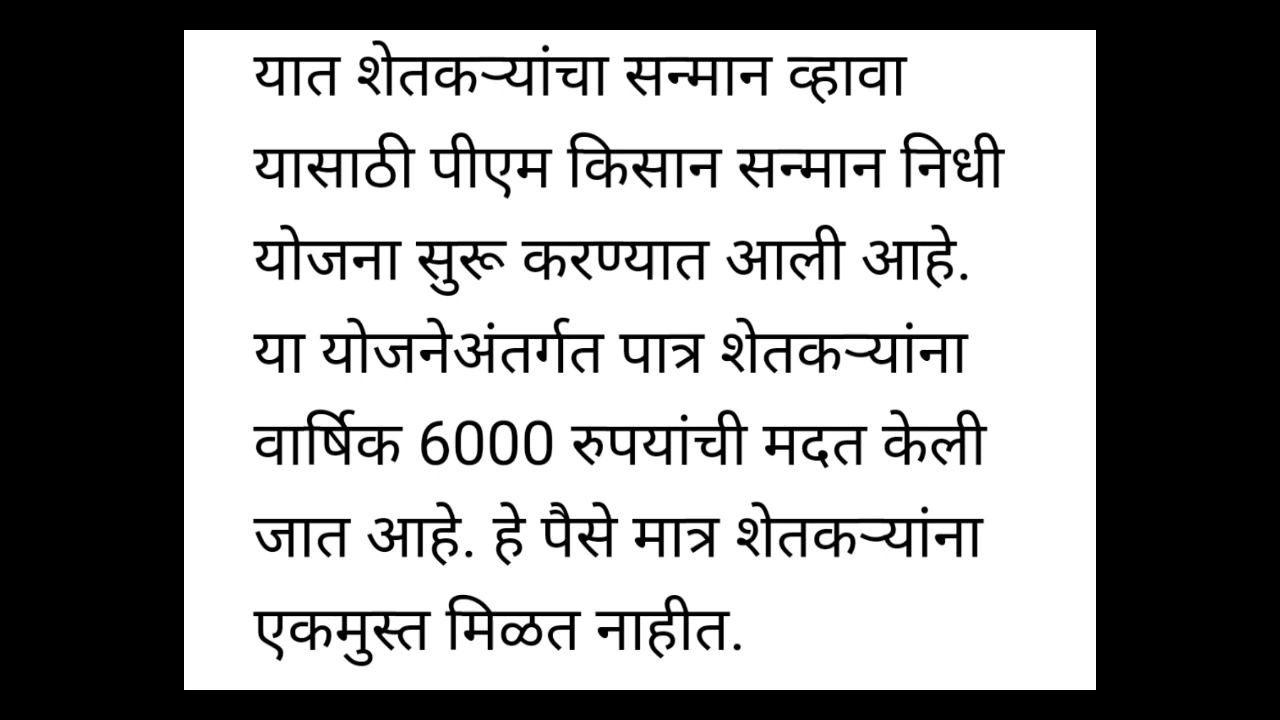 यात शेतकऱ्यांचा सन्मान व्हावा
यासाठी पीएम किसान सन्मान निधी
योजना सुरू करण्यात आली आहे.
या योजनेअंतर्गत पात्र शेतकऱ्यांना
वार्षिक 6000 रुपयांची मदत केली
जात आहे. हे पैसे मात्र शेतकऱ्यांना
एकमुस्त मिळत नाहीत.